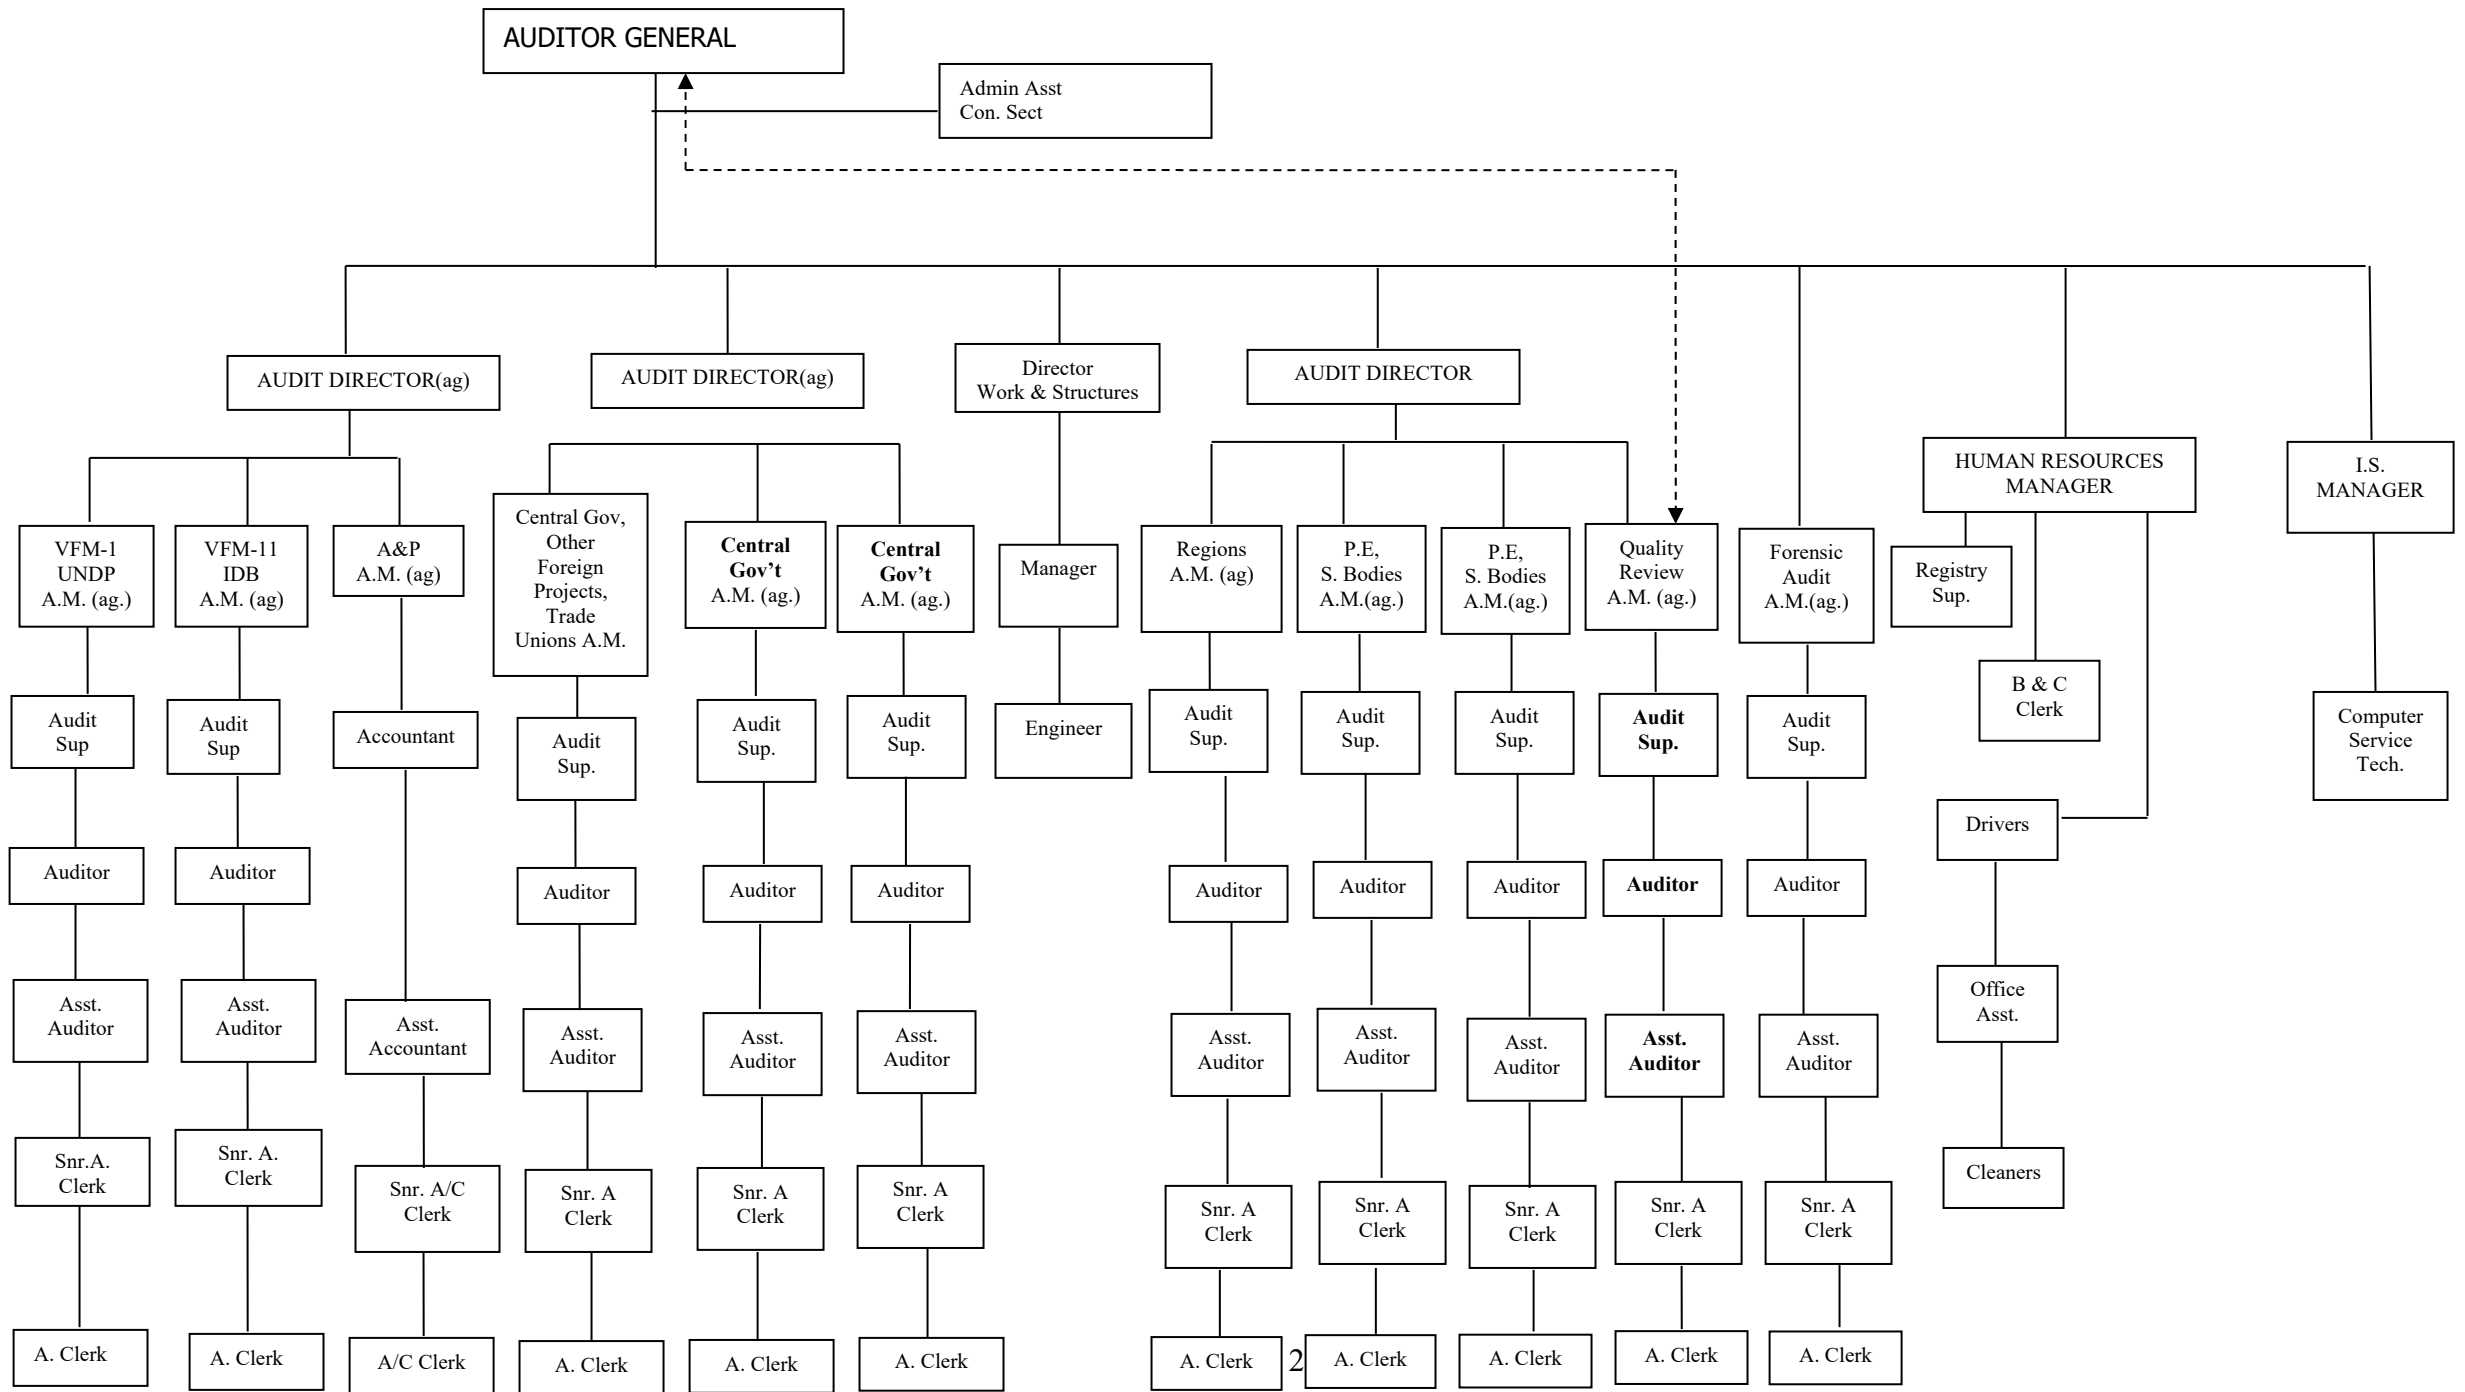 AUDITOR GENERAL
Admin Asst
Con. Sect
AUDIT DIRECTOR(ag)
AUDIT DIRECTOR(ag)
Director
Work & Structures
AUDIT DIRECTOR
HUMAN RESOURCES
MANAGER
I.S.
MANAGER
VFM-1
UNDP
A.M. (ag.)
VFM-11
IDB
A.M. (ag)
A&P
A.M. (ag)
Central Gov,
Other
Foreign
Projects,
Trade
Unions A.M.
Central
Gov’t
A.M. (ag.)
Central
Gov’t
A.M. (ag.)
Manager
Regions
A.M. (ag)
P.E,
S. Bodies
A.M.(ag.)
P.E,
S. Bodies
A.M.(ag.)
Quality
Review
A.M. (ag.)
Forensic
Audit
A.M.(ag.)
Registry
Sup.
B & C
Clerk
Audit
Sup
Audit
Sup
Accountant
Audit
Sup.
Audit
Sup.
Audit
Sup.
Engineer
Audit
Sup.
Audit
Sup.
Audit
Sup.
Audit
Sup.
Audit
Sup.
Computer
Service
Tech.
Drivers
Auditor
Auditor
Auditor
Auditor
Auditor
Auditor
Auditor
Auditor
Auditor
Auditor
Office
Asst.
Asst.
Auditor
Asst.
Auditor
Asst.
Accountant
Asst.
Auditor
Asst.
Auditor
Asst.
Auditor
Asst.
Auditor
Asst.
Auditor
Asst.
Auditor
Asst.
Auditor
Asst.
Auditor
Cleaners
Snr.A.
Clerk
Snr. A.
Clerk
Snr. A/C
Clerk
Snr. A
Clerk
Snr. A
Clerk
Snr. A
Clerk
Snr. A
Clerk
Snr. A
Clerk
Snr. A
Clerk
Snr. A
Clerk
Snr. A
Clerk
A. Clerk
A. Clerk
A/C Clerk
A. Clerk
A. Clerk
A. Clerk
A. Clerk
2
A. Clerk
A. Clerk
A. Clerk
A. Clerk